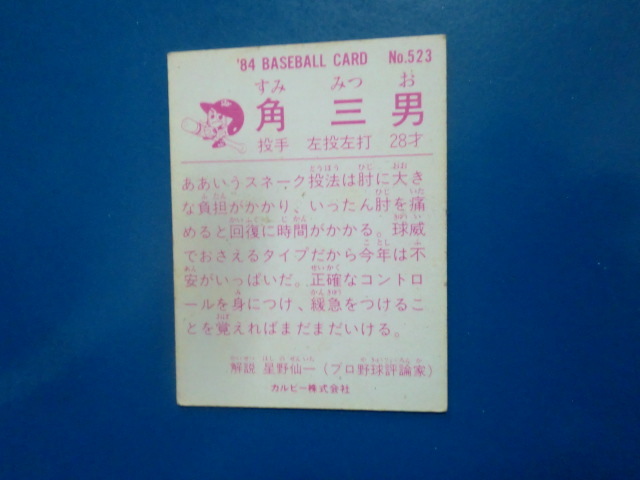 '84 BASEBALL CARD No.523
すみ みつ お
角 三 男
投手 左投左打 28才
ああいうスネーク投法は肘に大き
な負担がかかり、いったん肘を痛
めると回復に時間がかかる。球威
でおさえるタイプだから今年は不
安がいっぱいだ。正確なコントロ
ールを身につけ、緩急をつけるこ
とを覚えればまだまだいける。
解説 星野仙一(プロ野球評論家)
カルビー株式会社